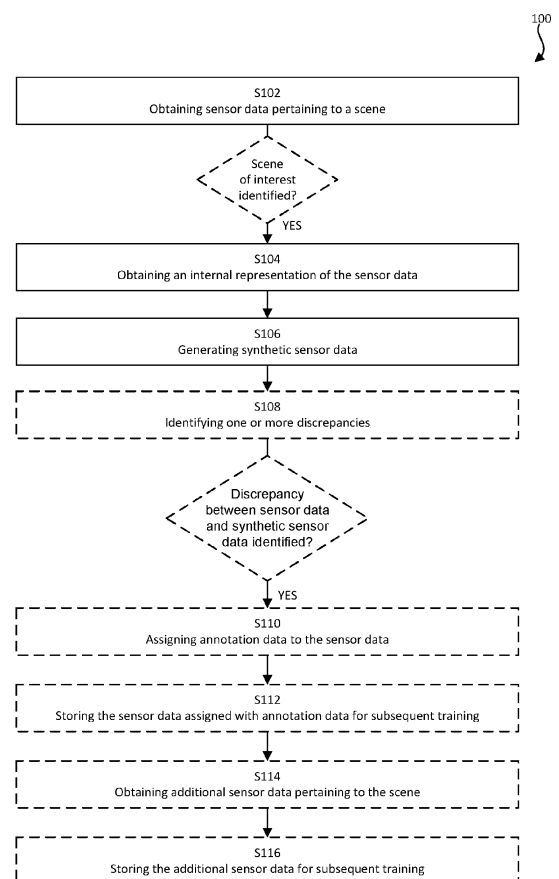 100
S102
Obtaining sensor data pertaining to a scene
Scene
of interest
identified?
YES
S104
Obtaining an internal representation of the sensor data
S106
Generating synthetic sensor data
S108
Identifying one or more discrepancies
Discrepancy
between sensor data
and synthetic sensor
data identified?
YES
S110
Assigning annotation data to the sensor data
S112
Storing the sensor data assigned with annotation data for subsequent training
S114
Obtaining additional sensor data pertaining to the scene
S116
Storing the additional sensor data for subsequent training